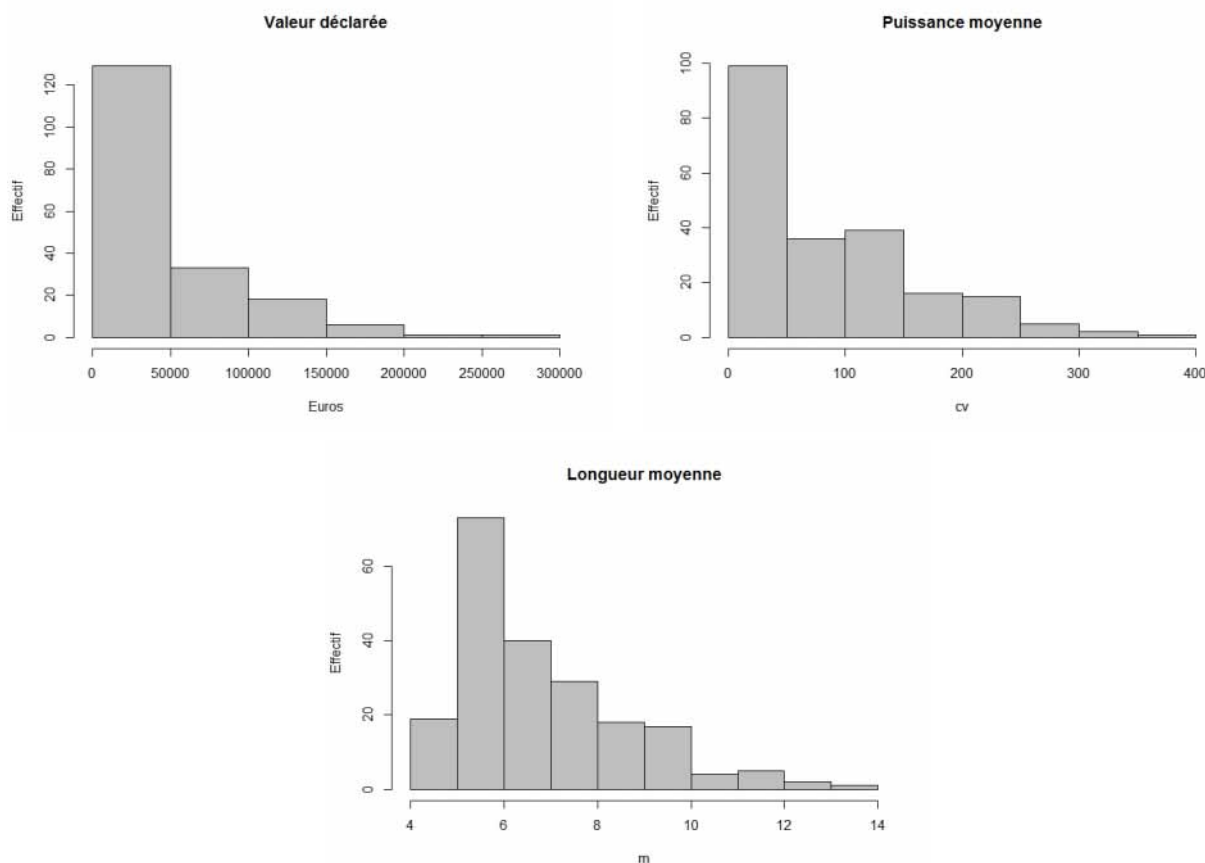 Valeur déclarée
Effectif
120
100
80
60
40
20
0
0 50000 100000 150000 200000 250000 300000
Euros
Puissance moyenne
Effectif
100
80
60
40
20
0
0 100 200 300 400
cv
Longueur moyenne
Effectif
60
40
20
0
4 6 8 10 12 14
m